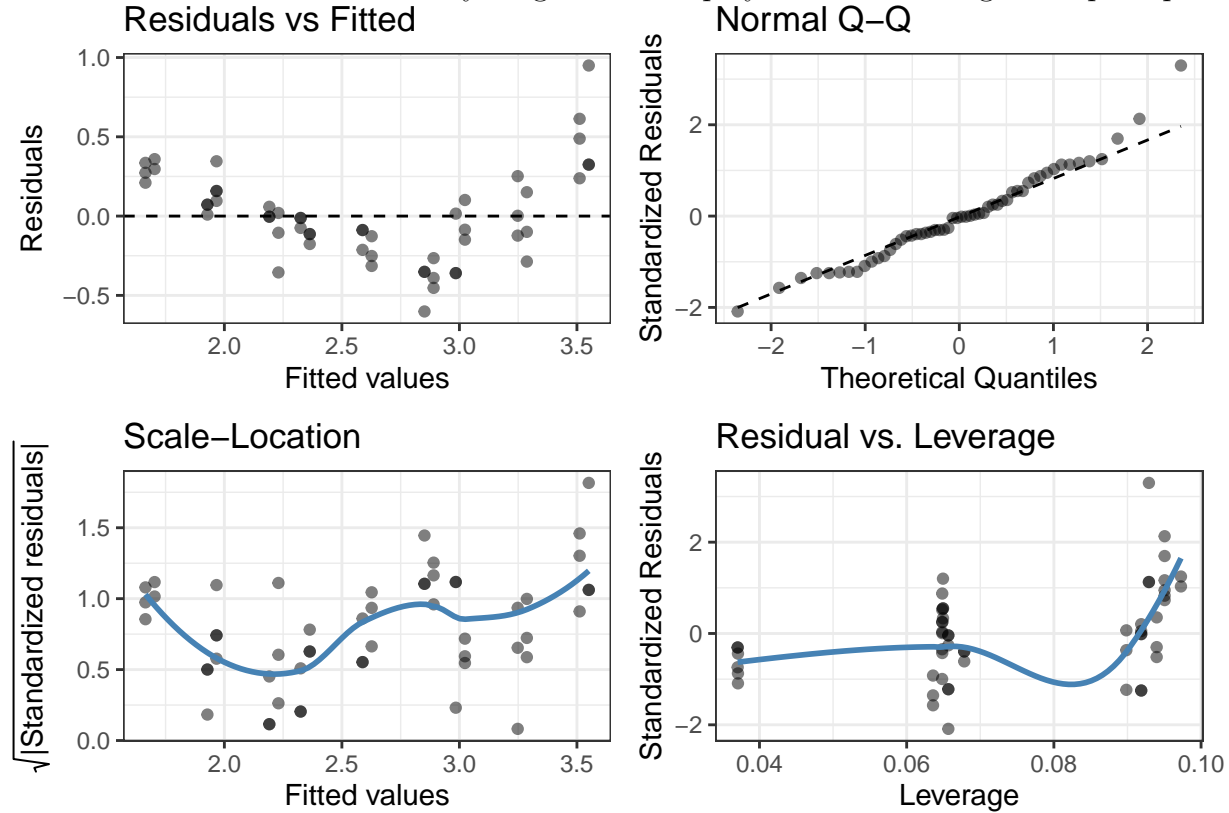 Residuals vs Fitted
1.0
0.5
0.0
−0.5
2.0 2.5 3.0 3.5
Fitted values
Residuals
Normal Q−Q
2
0
−2
−2 −1 0 1 2
Theoretical Quantiles
Standardized Residuals
Scale−Location
1.5
1.0
0.5
0.0
2.0 2.5 3.0 3.5
Fitted values
√|Standardized residuals|
Residual vs. Leverage
2
0
−2
0.04 0.06 0.08 0.10
Leverage
Standardized Residuals